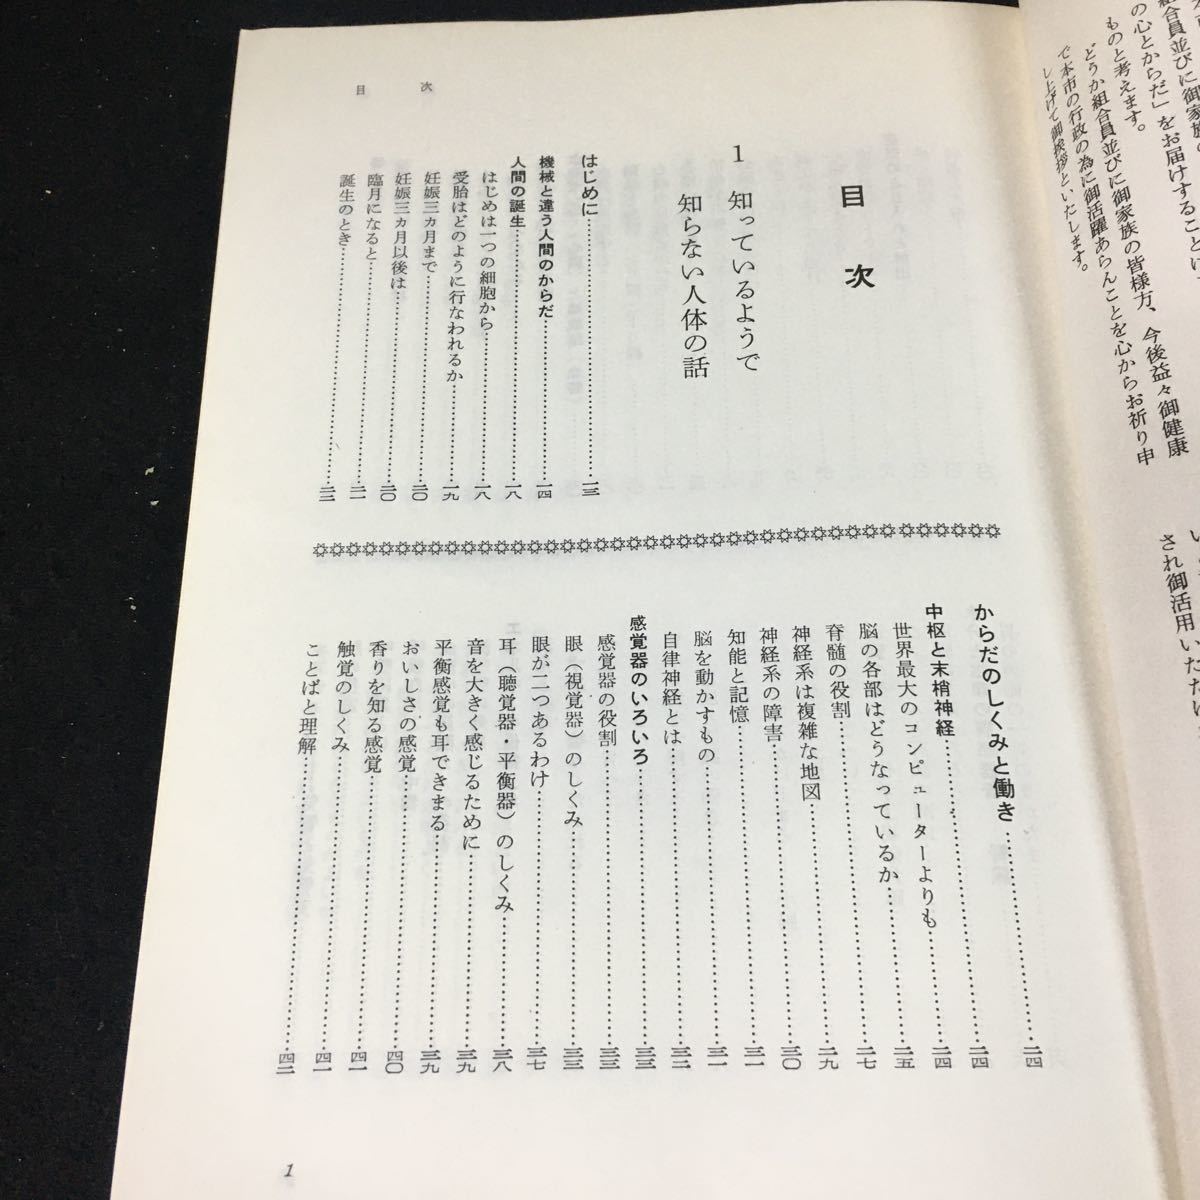 組合員並びに御家族の
の心とからだ」をお届けすることは
ものと考えます。
どうか組合員並びに御家族の皆様方、今後益々御健康
で本市の行政の為に御活躍あらんことを心からお祈り申
し上げて御挨拶といたします。
され御活用いただけ
目次
目次
1 知っているようで
知らない人体の話
はじめに……一三
機械と違う人間のからだ……一四
人間の誕生……一八
はじめは一つの細胞から……一八
受胎はどのように行なわれるか……一九
妊娠三ヵ月まで……二〇
妊娠三ヵ月以後は……二〇
臨月になると……二一
誕生のとき……二二
からだのしくみと働き……二四
中枢と末梢神経……二四
世界最大のコンピューターよりも……二四
脳の各部はどうなっているか……二五
脊髄の役割……二七
神経系は複雑な地図……二九
神経系の障害……三〇
知能と記憶……三一
脳を動かすもの……三一
自律神経とは……三二
感覚器のいろいろ……三三
感覚器の役割……三三
眼（視覚器）のしくみ……三三
眼が二つあるわけ……三七
耳（聴覚器・平衡器）のしくみ……三八
音を大きく感じるために……三九
平衡感覚も耳できまる……三九
おいしさの感覚……四〇
香りを知る感覚……四一
触覚のしくみ……四一
ことばと理解……四二
1